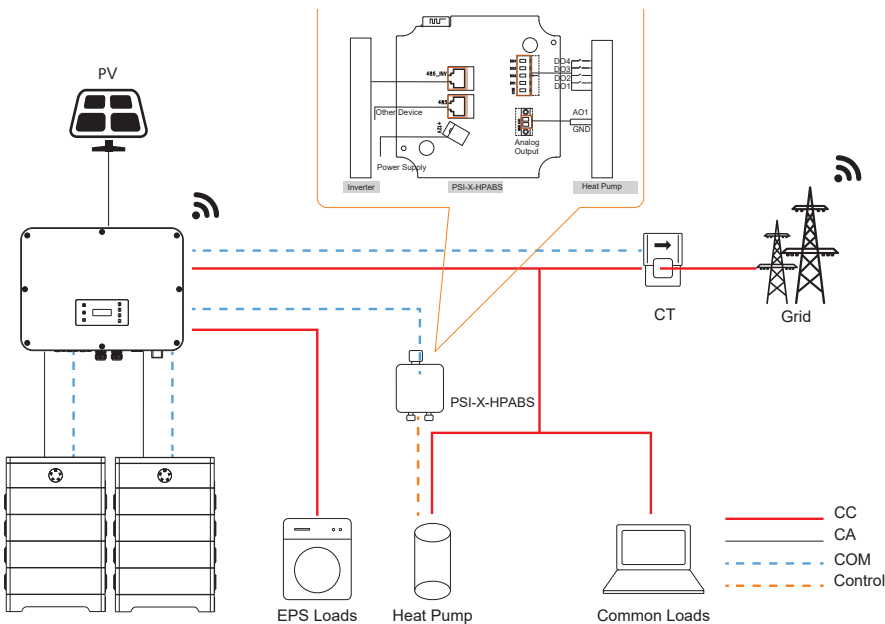 PV
485_INV
485
Other Device
Power Supply
DO4
DO3
DO2
DO1
AO1
GND
Analog
Output
Inverter
PSI-X-HPABS
Heat Pump
CT
Grid
PSI-X-HPABS
EPS Loads
Heat Pump
Common Loads
CC
CA
COM
Control